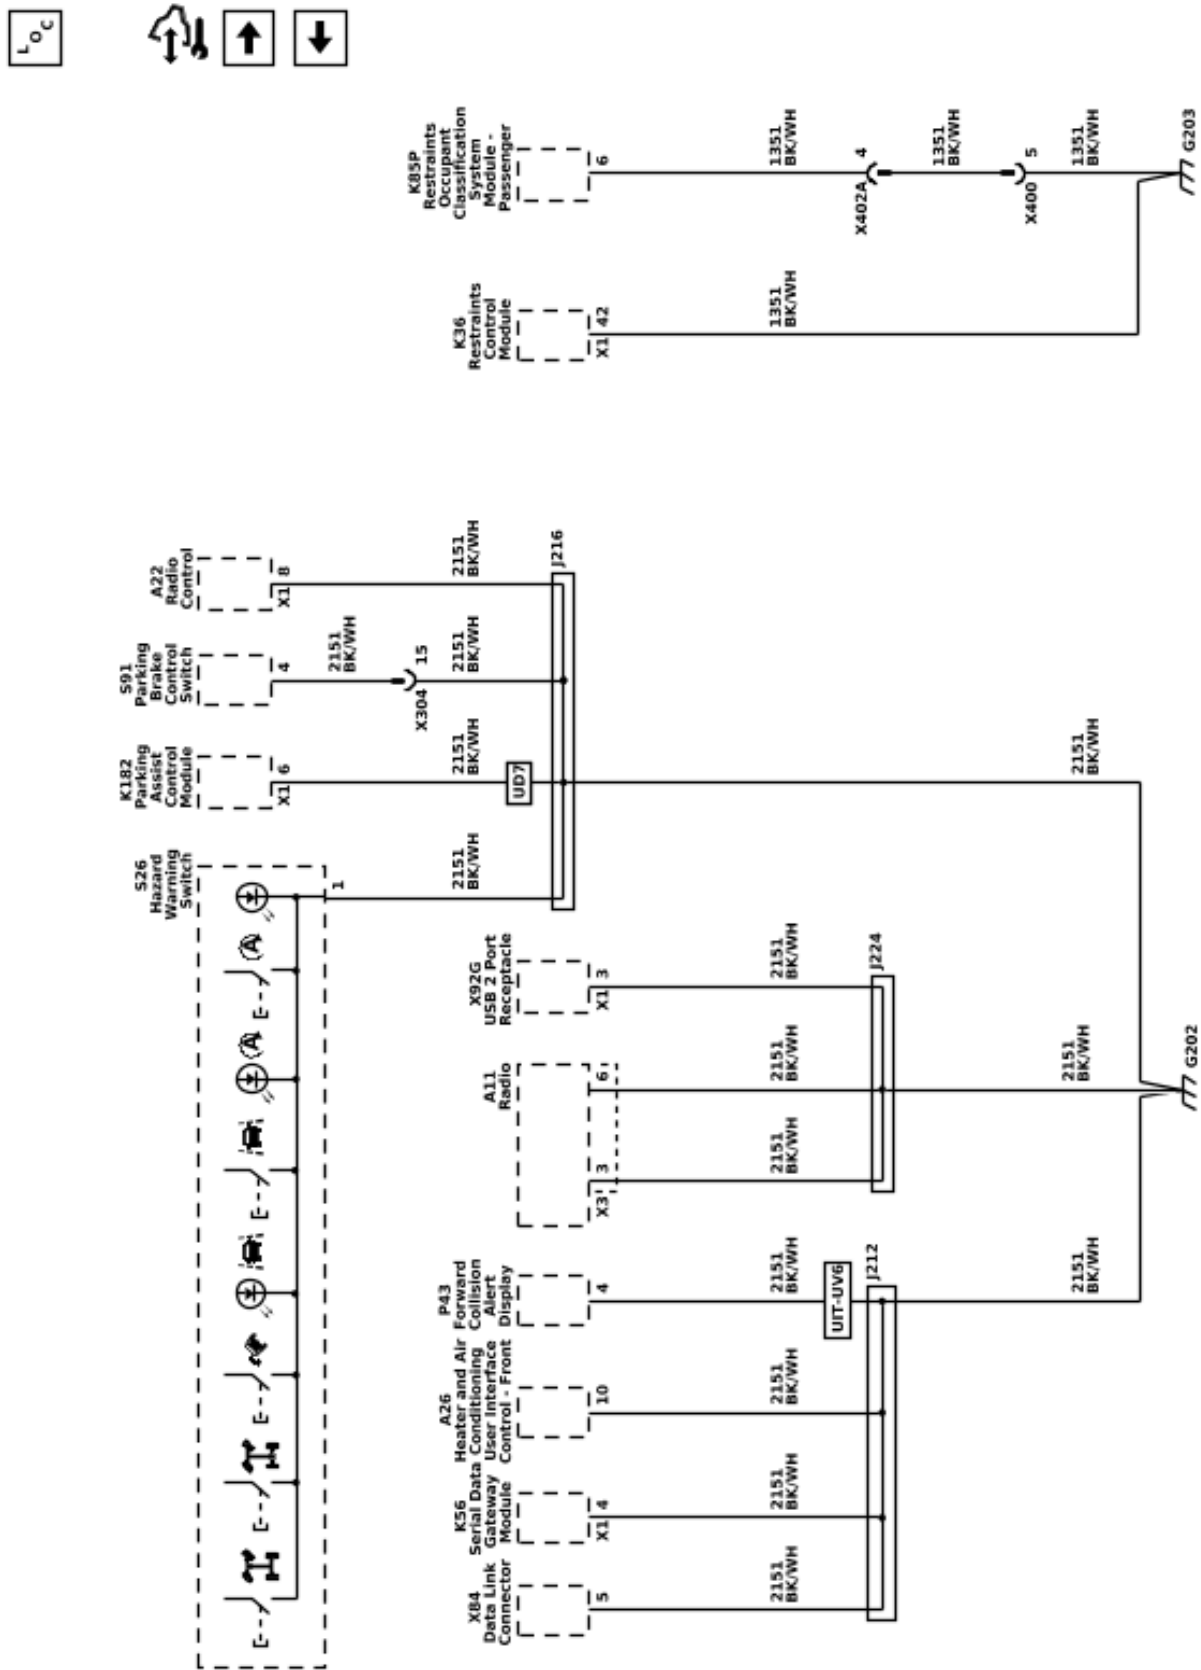 LOC
X84
Data Link
Connector
5
2151
BK/WH
K56
Serial Data
Gateway
Module
X1 4
2151
BK/WH
A26
Heater and Air
Conditioning
User Interface
Control - Front
10
2151
BK/WH
P43
Forward
Collision
Alert
Display
4
2151
BK/WH
UIT-UV6
J212
2151
BK/WH
A11
Radio
X3 3
6
2151
BK/WH
2151
BK/WH
X92G
USB 2 Port
Receptacle
X1 3
2151
BK/WH
J224
2151
BK/WH
G202
S26
Hazard
Warning
Switch
A
A
1
2151
BK/WH
K182
Parking
Assist
Control
Module
X1 6
2151
BK/WH
UD7
S91
Parking
Brake
Control
Switch
4
2151
BK/WH
X304
15
2151
BK/WH
A22
Radio
Control
X1 8
2151
BK/WH
J216
2151
BK/WH
K36
Restraints
Control
Module
X1 42
1351
BK/WH
K85P
Restraints
Occupant
Classification
System
Module -
Passenger
6
1351
BK/WH
X402A
4
1351
BK/WH
X400
5
1351
BK/WH
G203